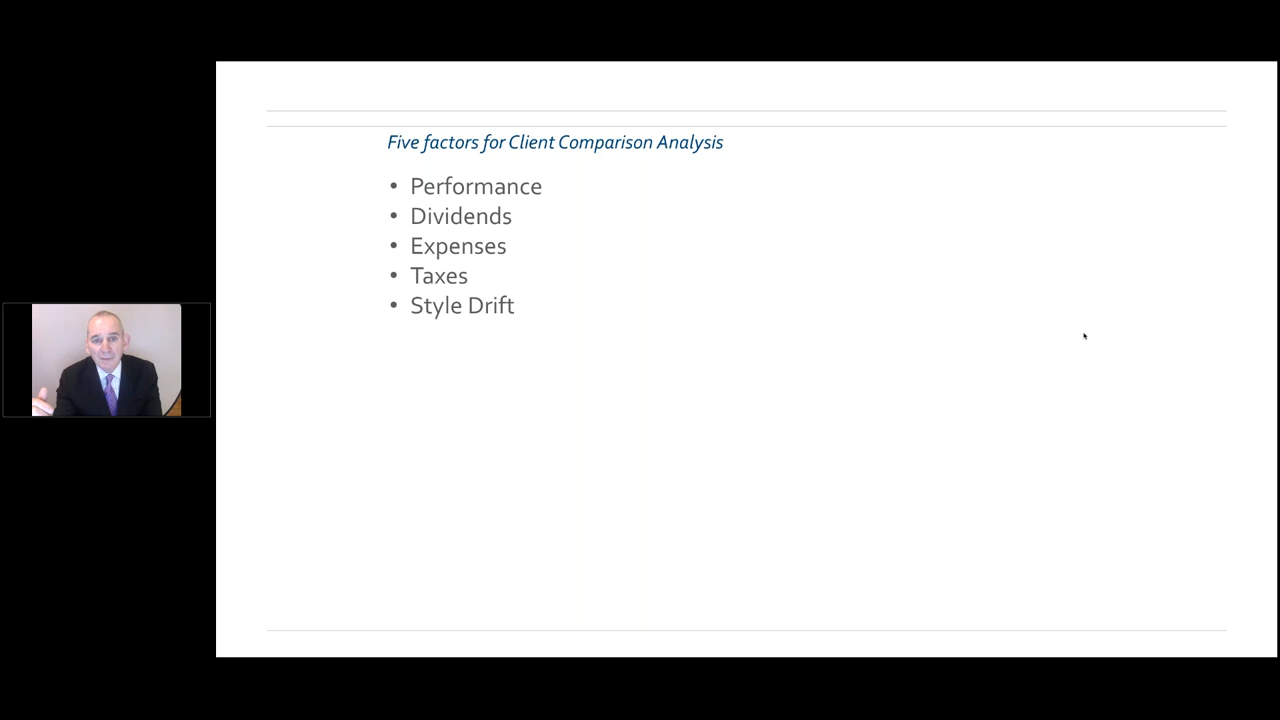 Five factors for Client Comparison Analysis
• Performance
• Dividends
• Expenses
• Taxes
• Style Drift